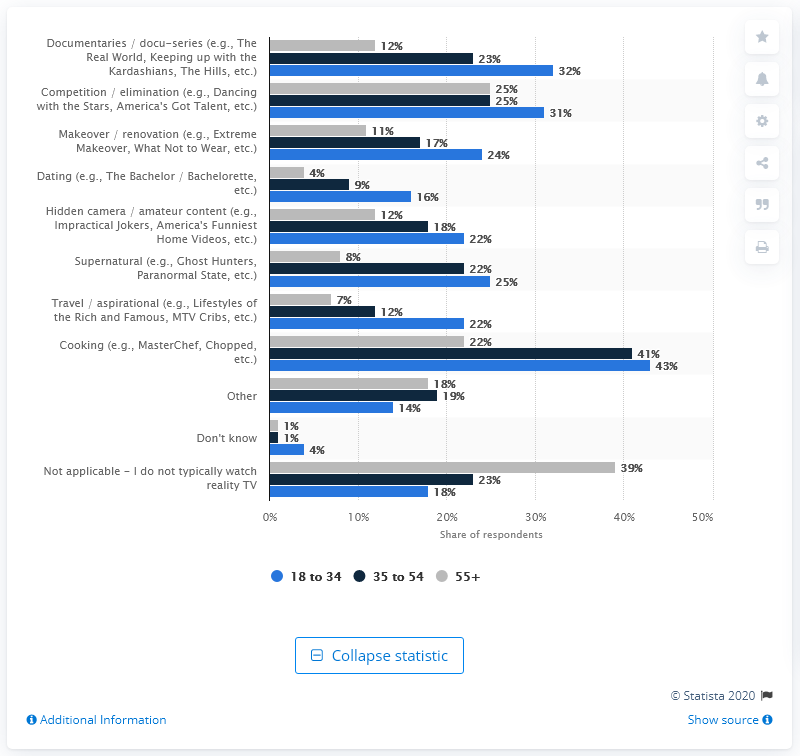 Documentaries / docu-series (e.g., The
Real World, Keeping up with the
Kardashians, The Hills, etc.)
12%
23%
32%
Competition / elimination (e.g., Dancing
with the Stars, America's Got Talent, etc.)
25%
25%
31%
Makeover / renovation (e.g., Extreme
Makeover, What Not to Wear, etc.)
11%
17%
24%
Dating (e.g., The Bachelor / Bachelorette,
etc.)
4%
9%
16%
Hidden camera / amateur content (e.g.,
Impractical Jokers, America's Funniest
Home Videos, etc.)
12%
18%
22%
Supernatural (e.g., Ghost Hunters,
Paranormal State, etc.)
8%
22%
25%
Travel / aspirational (e.g., Lifestyles of
the Rich and Famous, MTV Cribs, etc.)
7%
12%
22%
Cooking (e.g., MasterChef, Chopped,
etc.)
22%
41%
43%
Other
18%
19%
14%
Don't know
1%
1%
4%
Not applicable - I do not typically watch
reality TV
39%
23%
18%
0% 10% 20% 30% 40% 50%
Share of respondents
18 to 34 35 to 54 55+
Collapse statistic
© Statista 2020
Additional Information Show source